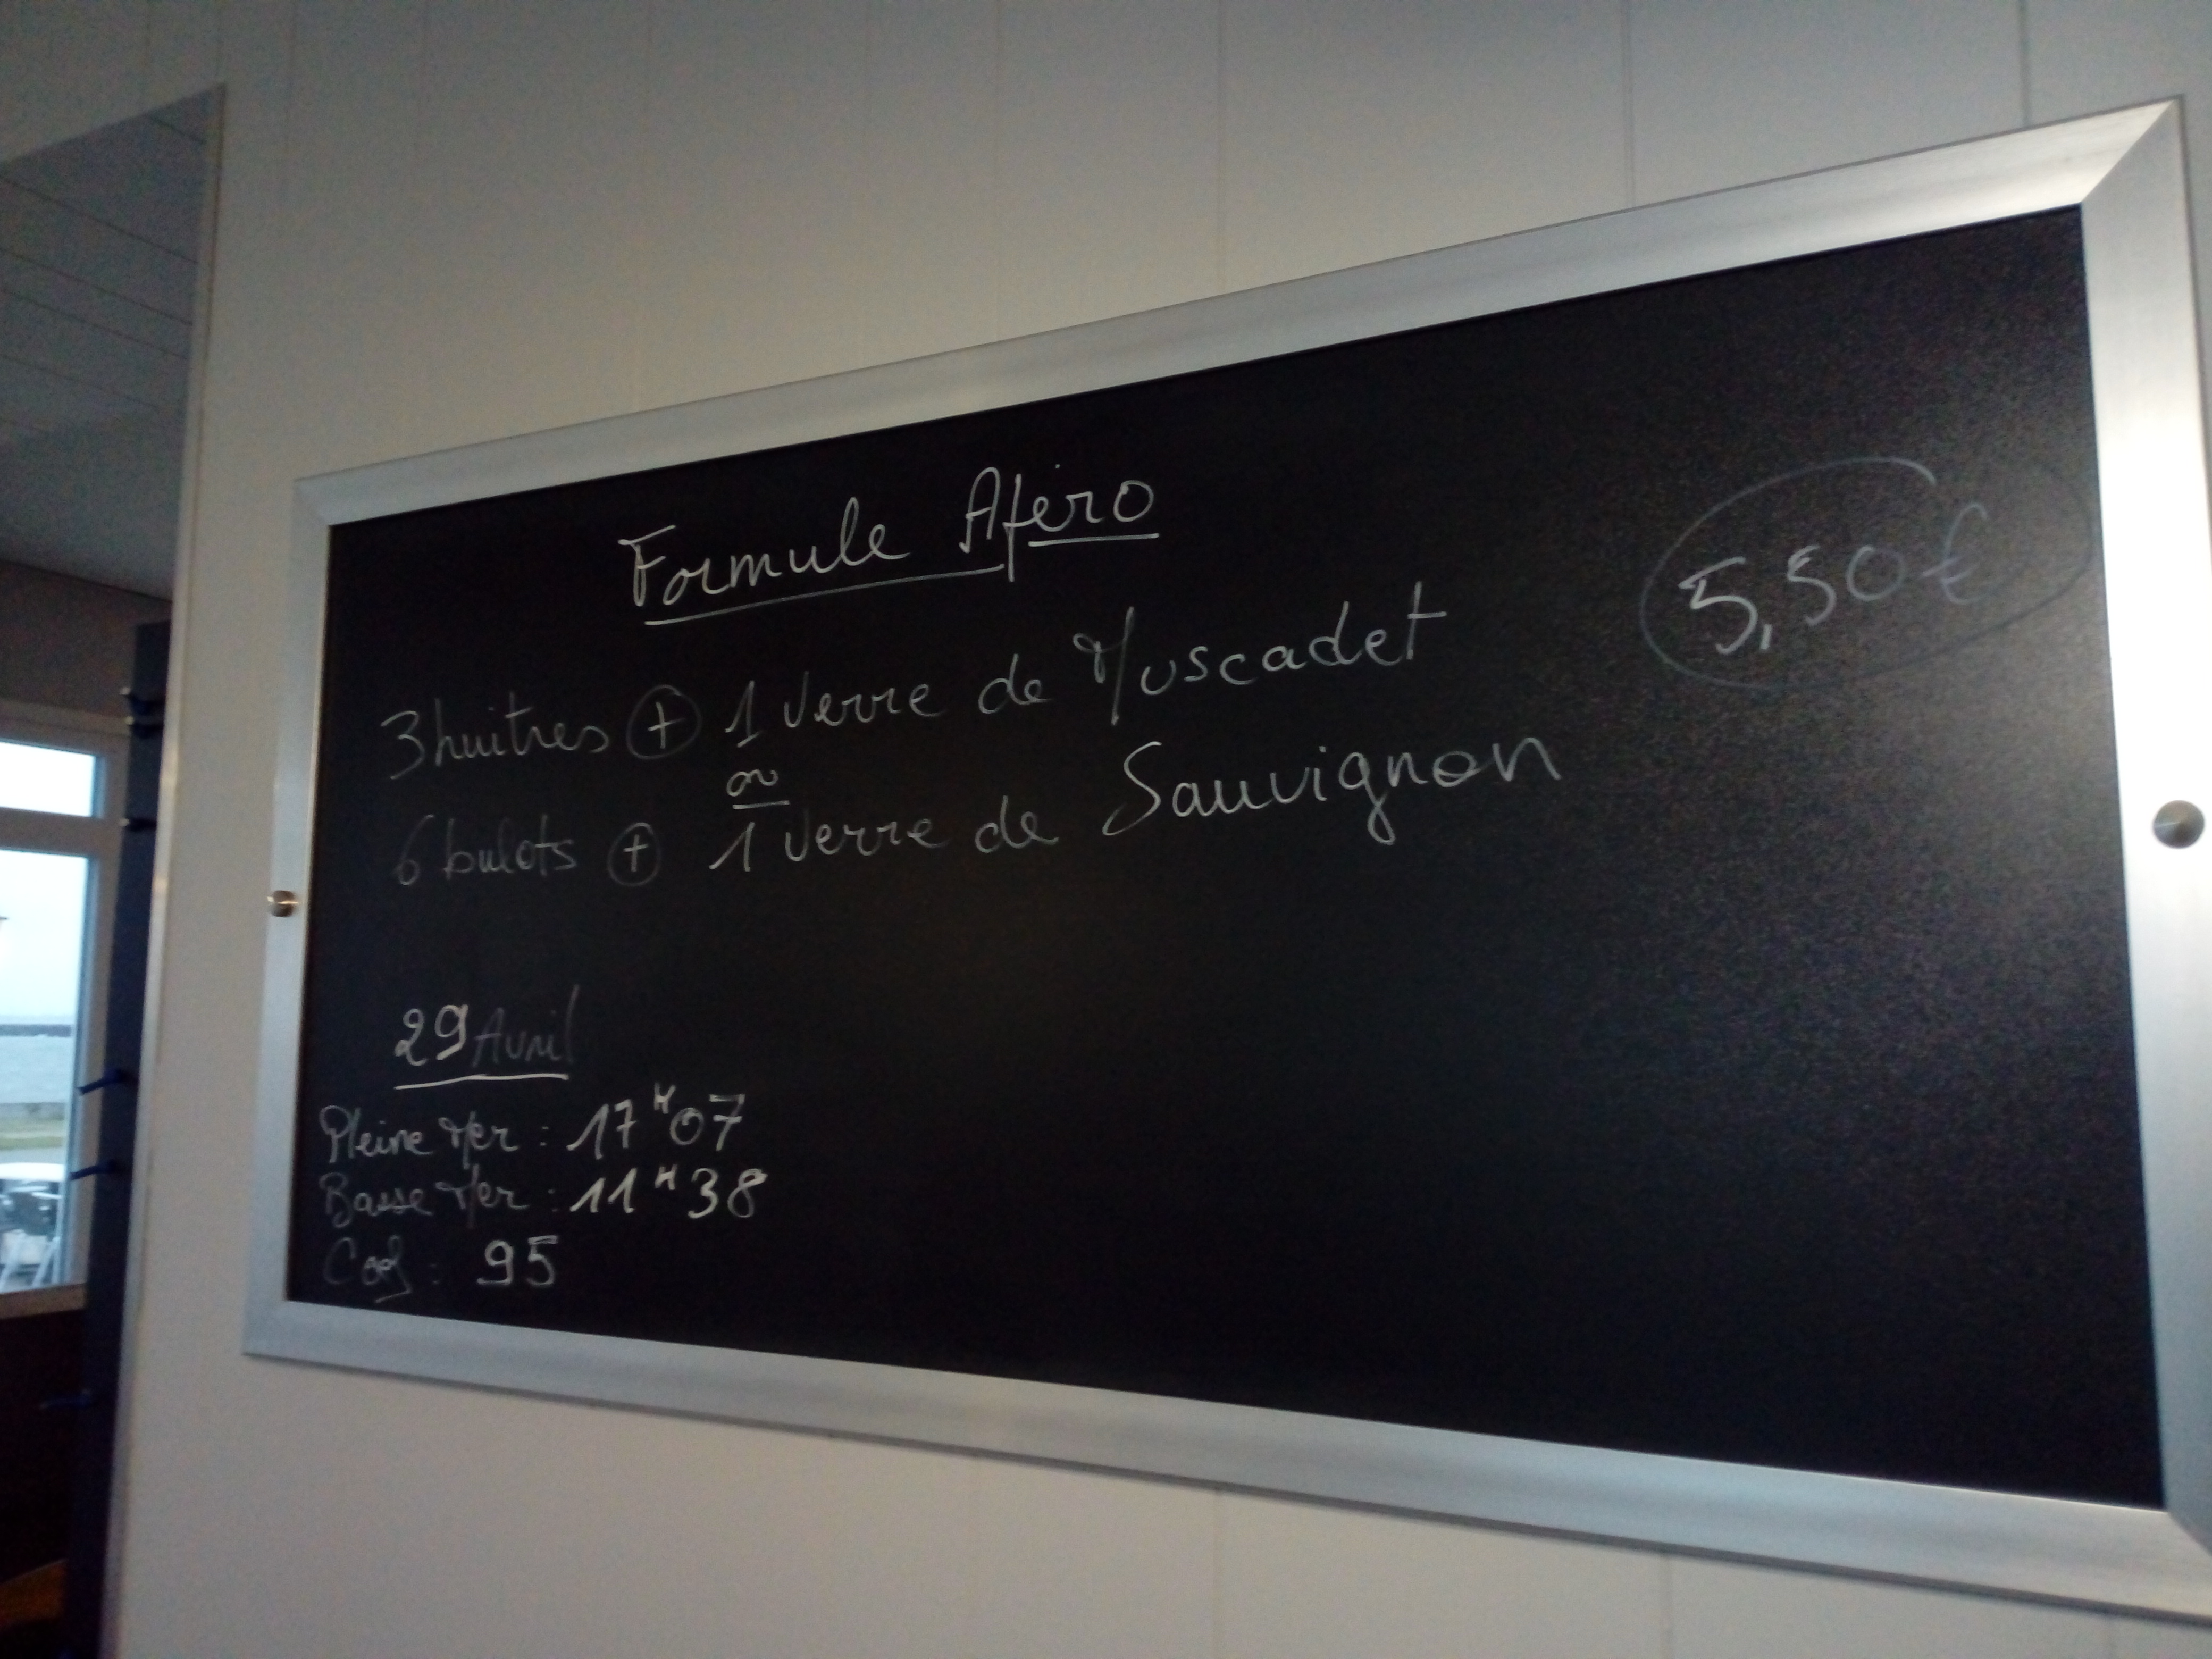 Formule Apéro
5,50€
3 huitres + 1 verre de Muscadet
ou
6 bulots + 1 verre de Sauvignon
29 Avril
Pleine Mer : 17H07
Basse Mer : 11H38
Coef : 95